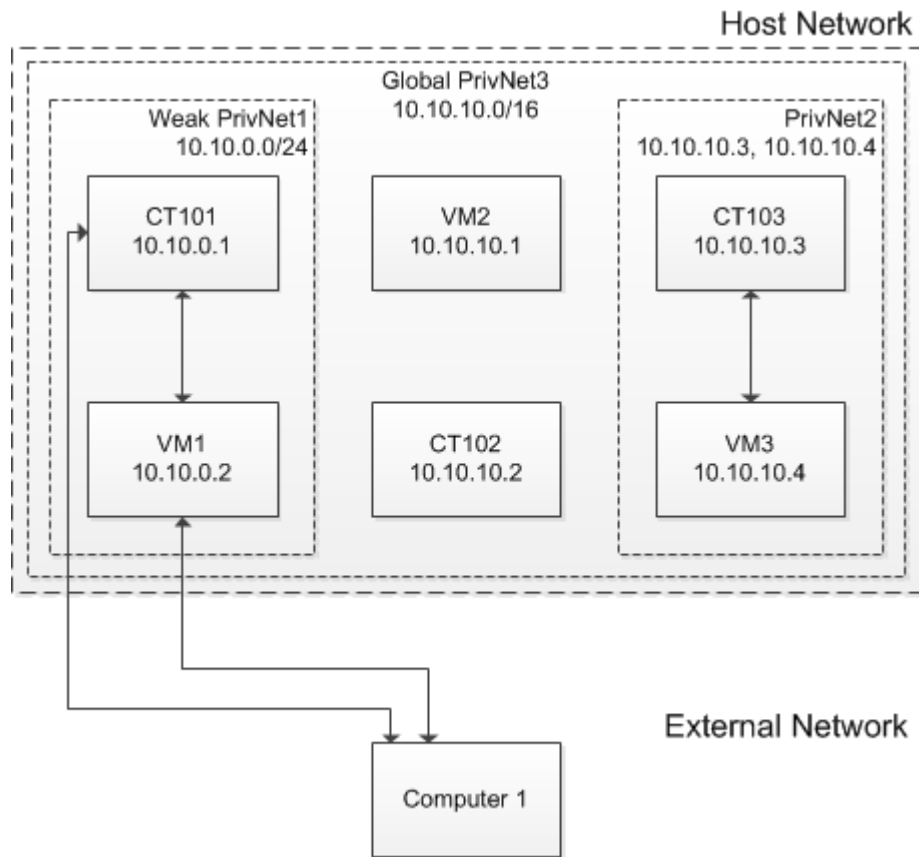 Host Network
Global PrivNet3
10.10.10.0/16
Weak PrivNet1
10.10.0.0/24
PrivNet2
10.10.10.3, 10.10.10.4
CT101
10.10.0.1
VM2
10.10.10.1
CT103
10.10.10.3
VM1
10.10.0.2
CT102
10.10.10.2
VM3
10.10.10.4
External Network
Computer 1